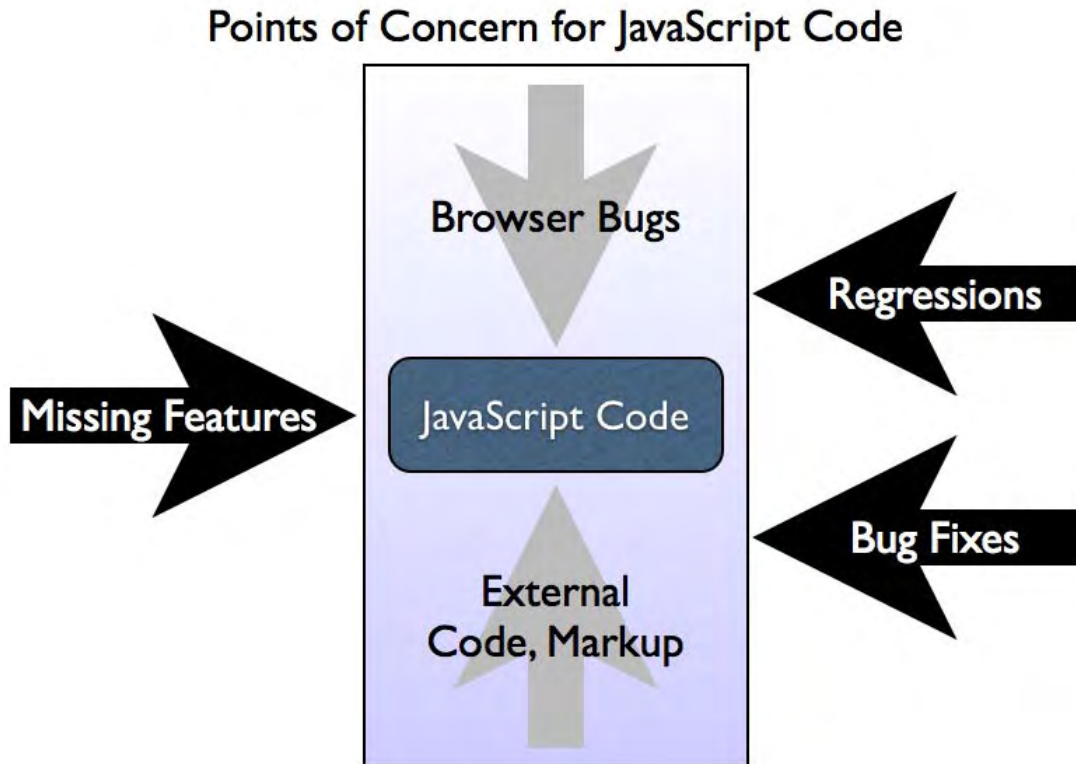 Points of Concern for JavaScript Code
Browser Bugs
Regressions
Missing Features
JavaScript Code
Bug Fixes
External
Code, Markup